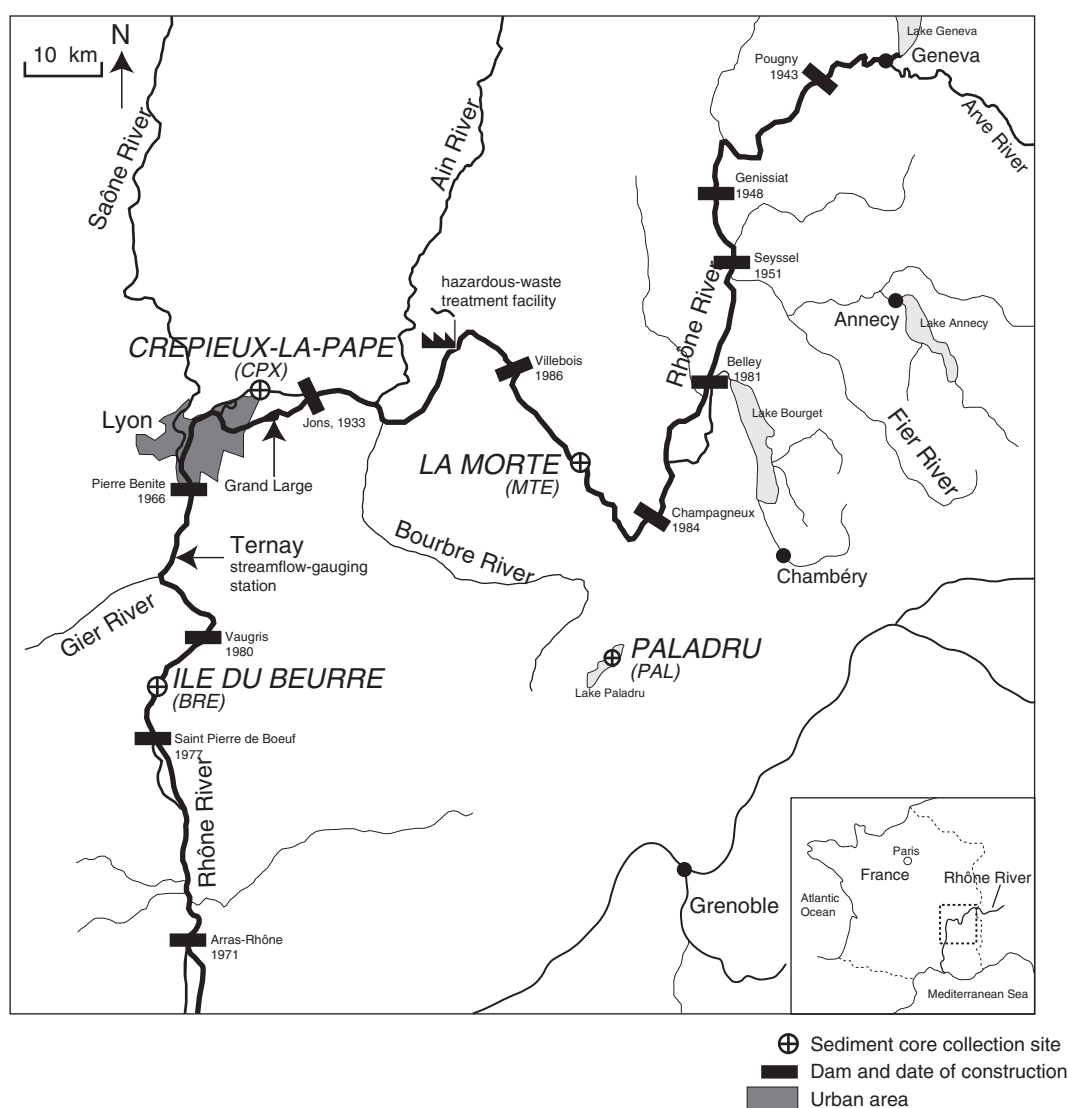 10 km
N
Lake Geneva
Geneva
Pougny
1943
Arve River
Saône River
Ain River
Genissiat
1948
Seyssel
1951
Rhône River
hazardous-waste
treatment facility
Annecy
Lake Annecy
CREPIEUX-LA-PAPE
(CPX)
Villebois
1986
Belley
1981
Lake Bourget
Fier River
Lyon
Jons, 1933
LA MORTE
(MTE)
Pierre Benite
1966
Grand Large
Champagneux
1984
Bourbre River
Ternay
streamflow-gauging
station
Chambéry
Gier River
Vaugris
1980
PALADRU
(PAL)
Lake Paladru
ILE DU BEURRE
(BRE)
Saint Pierre de Boeuf
1977
Rhône River
Grenoble
Arras-Rhône
1971
Paris
France
Rhône River
Atlantic
Ocean
Mediterranean Sea
Sediment core collection site
Dam and date of construction
Urban area